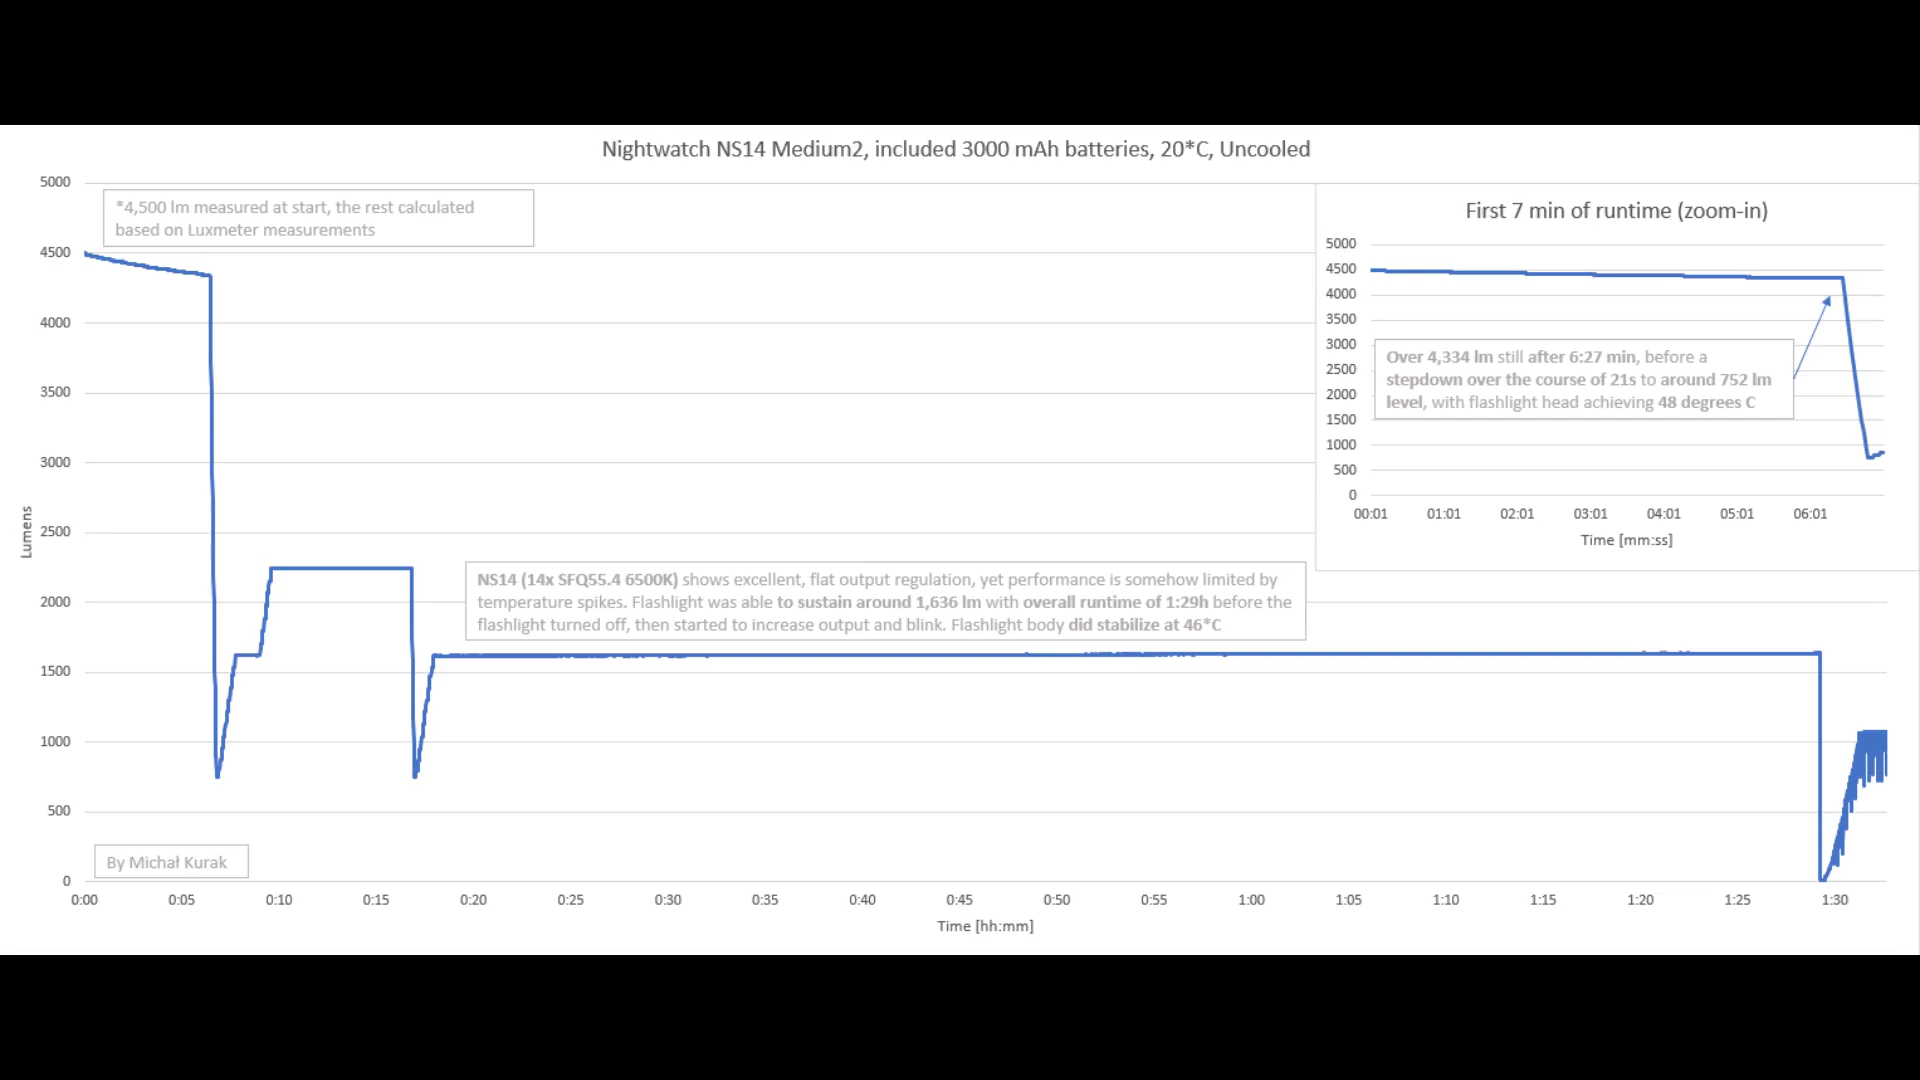 Nightwatch NS14 Medium2, included 3000 mAh batteries, 20*C, Uncooled
5000
4500
4000
3500
3000
2500
2000
1500
1000
500
0
Lumens
*4,500 lm measured at start, the rest calculated
based on Luxmeter measurements
First 7 min of runtime (zoom-in)
5000
4500
4000
3500
3000
2500
2000
1500
1000
500
0
Over 4,334 lm still after 6:27 min, before a
stepdown over the course of 21s to around 752 lm
level, with flashlight head achieving 48 degrees C
00:01 01:01 02:01 03:01 04:01 05:01 06:01
Time [mm:ss]
NS14 (14x SFQ55.4 6500K) shows excellent, flat output regulation, yet performance is somehow limited by
temperature spikes. Flashlight was able to sustain around 1,636 lm with overall runtime of 1:29h before the
flashlight turned off, then started to increase output and blink. Flashlight body did stabilize at 46*C
By Michał Kurak
0:00 0:05 0:10 0:15 0:20 0:25 0:30 0:35 0:40 0:45 0:50 0:55 1:00 1:05 1:10 1:15 1:20 1:25 1:30
Time [hh:mm]